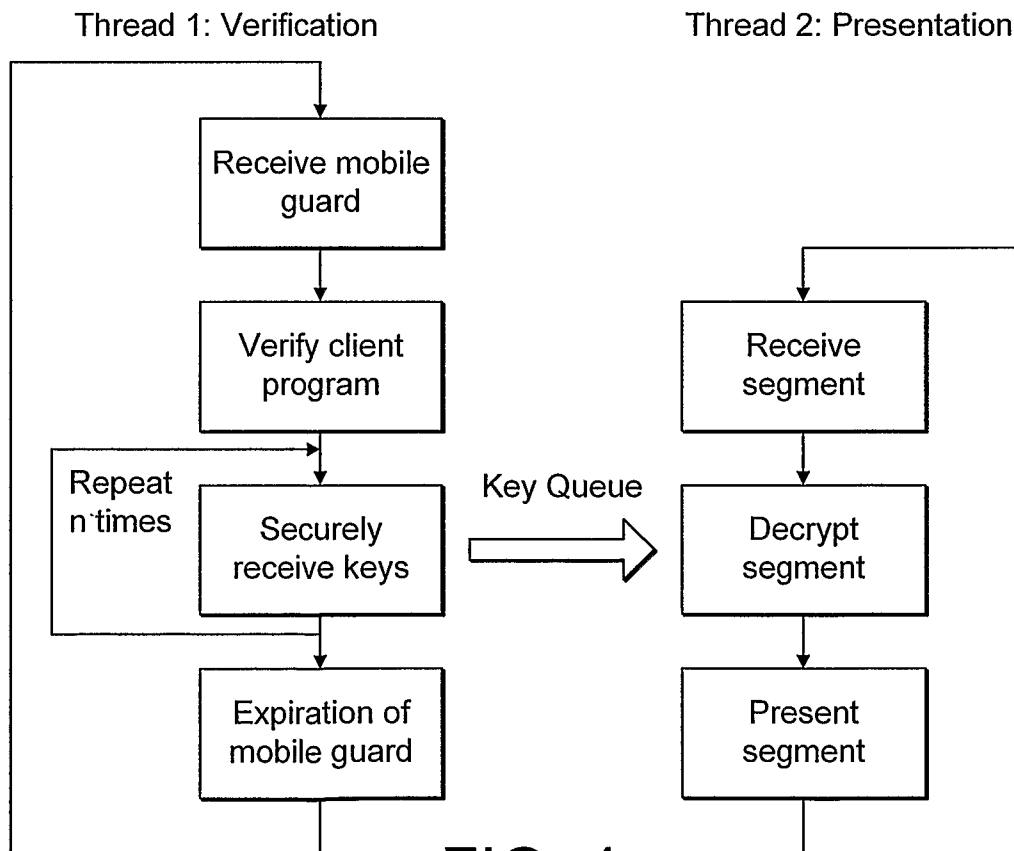 Thread 1: Verification
Thread 2: Presentation
Receive mobile
guard
Verify client
program
Repeat
n times
Securely
receive keys
Expiration of
mobile guard
Key Queue
Receive
segment
Decrypt
segment
Present
segment